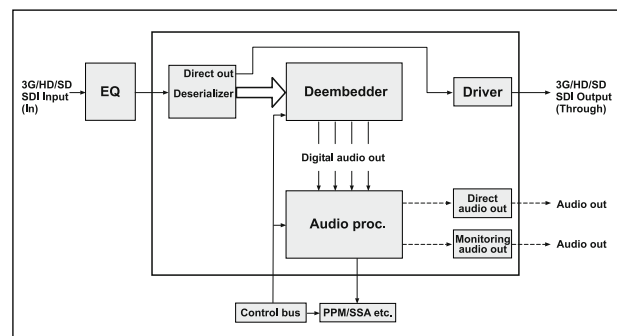 3G/HD/SD
SDI Input
(In)
EQ
Direct out
Deserializer
Deembedder
Driver
3G/HD/SD
SDI Output
(Through)
Digital audio out
Audio proc.
Direct
audio out
Audio out
Monitoring
audio out
Audio out
Control bus
PPM/SSA etc.